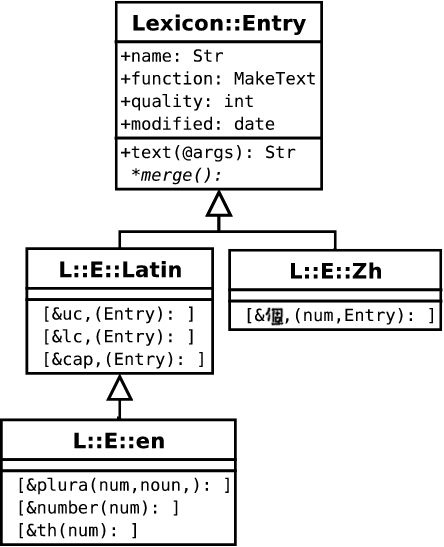 Lexicon::Entry
+name: Str
+function: MakeText
+quality: int
+modified: date
+text(@args): Str
*merge():
L::E::Latin
[&uc,(Entry): ]
[&lc,(Entry): ]
[&cap,(Entry): ]
L::E::Zh
[&個,(num,Entry): ]
L::E::en
[&plura(num,noun,): ]
[&number(num): ]
[&th(num): ]